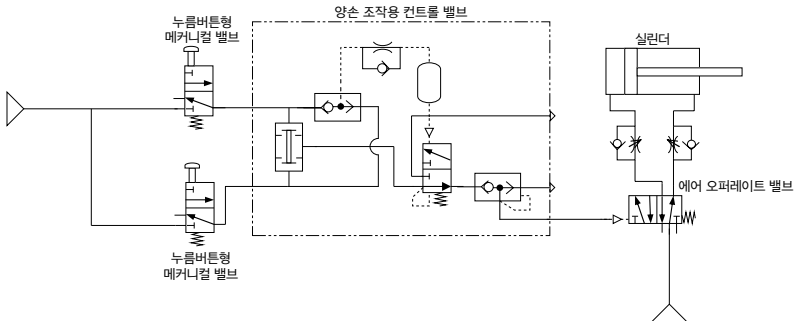 양손 조작용 컨트롤 밸브
누름버튼형
메커니컬 밸브
실린더
에어 오퍼레이트 밸브
누름버튼형
메커니컬 밸브